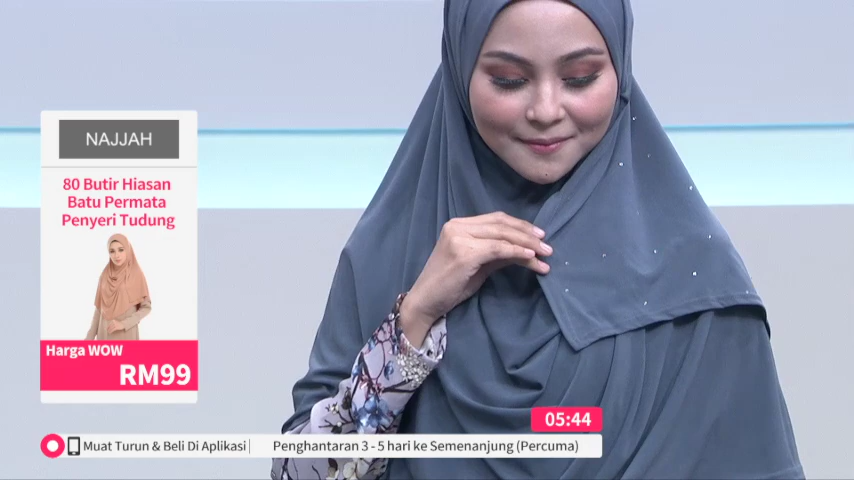 NAJJAH
80 Butir Hiasan
Batu Permata
Penyeri Tudung
Harga WOW
RM99
05:44
Muat Turun & Beli Di Aplikasi
Penghantaran 3 - 5 hari ke Semenanjung (Percuma)